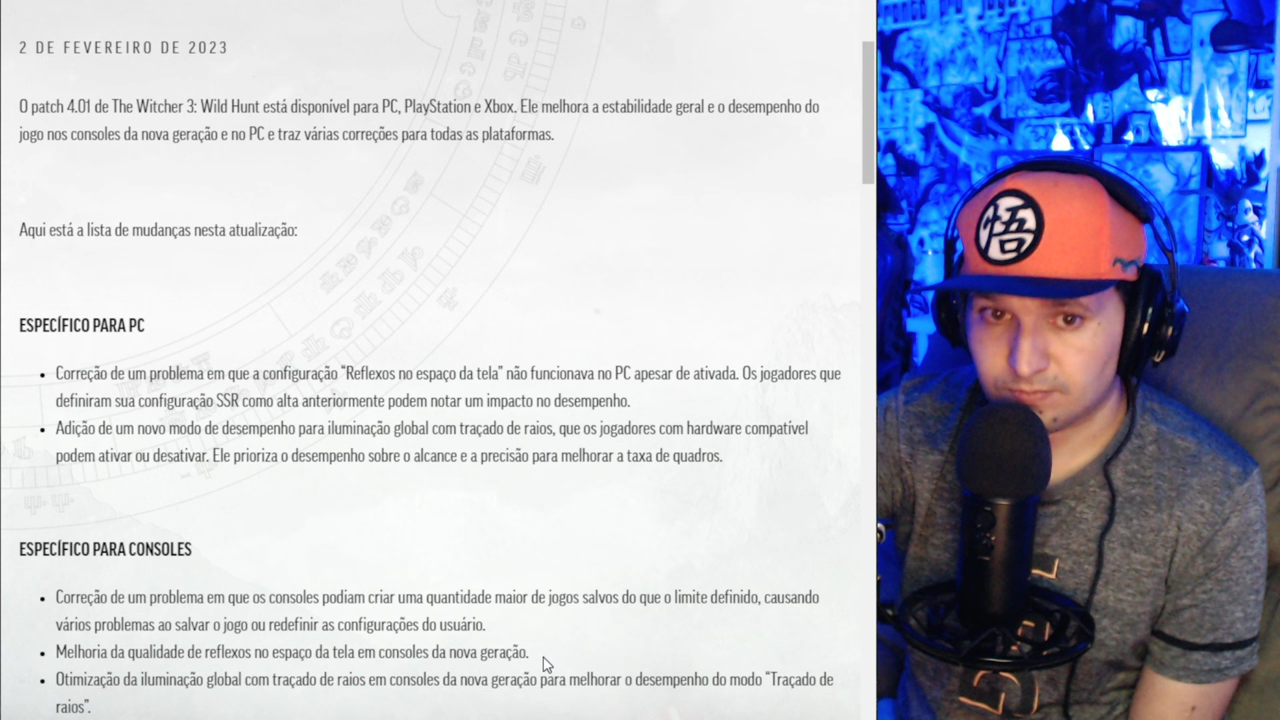 2 DE FEVEREIRO DE 2023
O patch 4.01 de The Witcher 3: Wild Hunt está disponível para PC, PlayStation e Xbox. Ele melhora a estabilidade geral e o desempenho do
jogo nos consoles da nova geração e no PC e traz várias correções para todas as plataformas.
Aqui está a lista de mudanças nesta atualização:
ESPECÍFICO PARA PC
• Correção de um problema em que a configuração “Reflexos no espaço da tela” não funcionava no PC apesar de ativada. Os jogadores que
definiram sua configuração SSR como alta anteriormente podem notar um impacto no desempenho.
• Adição de um novo modo de desempenho para iluminação global com traçado de raios, que os jogadores com hardware compatível
podem ativar ou desativar. Ele prioriza o desempenho sobre o alcance e a precisão para melhorar a taxa de quadros.
ESPECÍFICO PARA CONSOLES
• Correção de um problema em que os consoles podiam criar uma quantidade maior de jogos salvos do que o limite definido, causando
vários problemas ao salvar o jogo ou redefinir as configurações do usuário.
• Melhoria da qualidade de reflexos no espaço da tela em consoles da nova geração.
• Otimização da iluminação global com traçado de raios em consoles da nova geração para melhorar o desempenho do modo “Traçado de
raios”.
悟